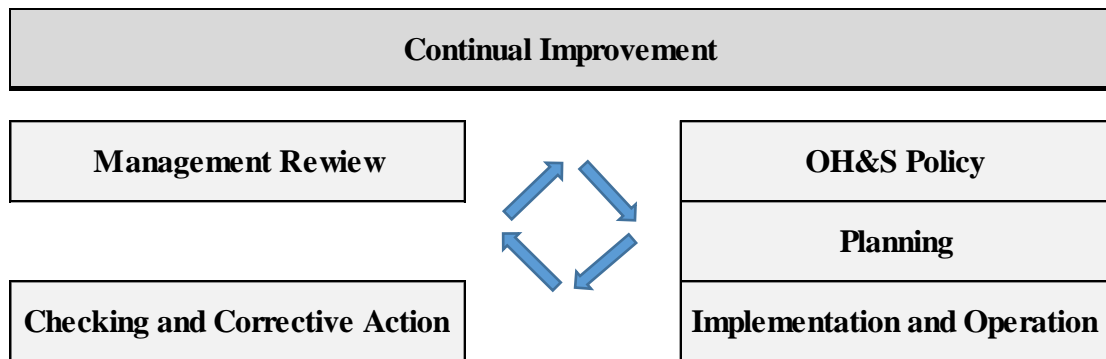 Continual Improvement
Management Rewiew
OH&S Policy
Planning
Checking and Corrective Action
Implementation and Operation